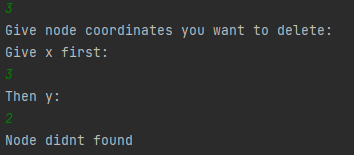 3
Give node coordinates you want to delete:
Give x first:
3
Then y:
2
Node didnt found